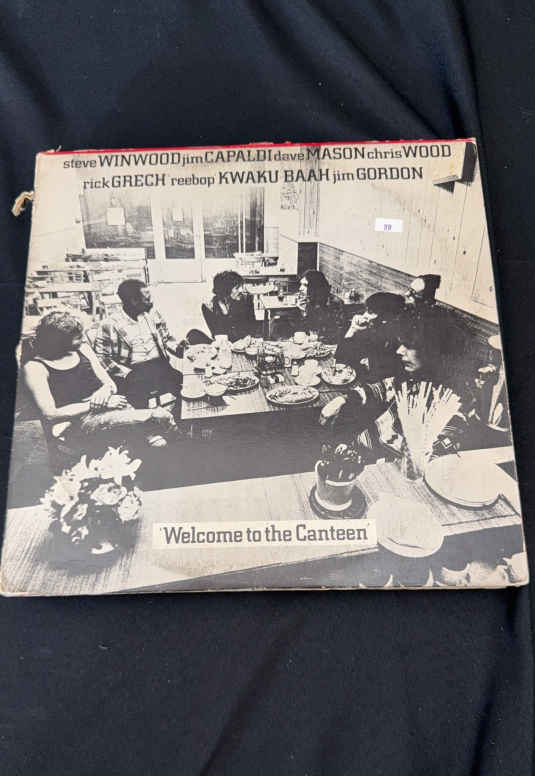 steve WINWOOD jim CAPALDI dave MASON chris WOOD
rick GRECH reebop KWAKU BAAH jim GORDON
'Welcome to the Canteen'